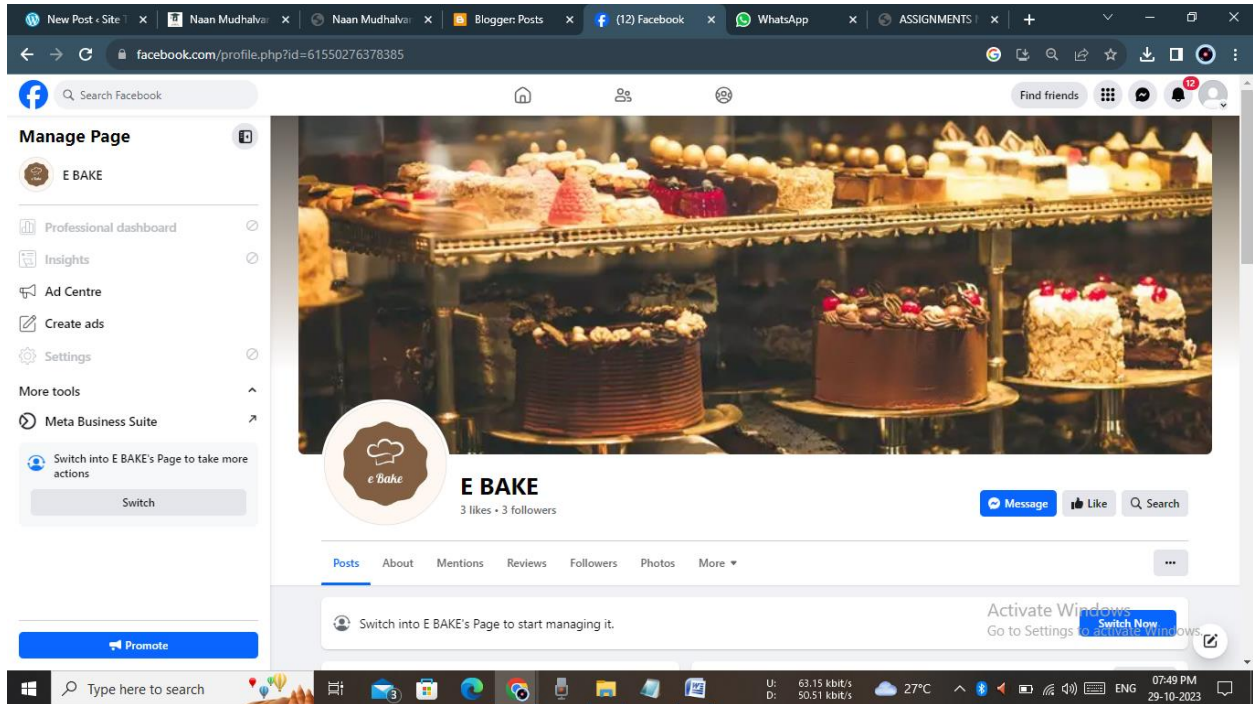 New Post ‹ Site T
Naan Mudhalvan
Naan Mudhalvan
Blogger: Posts
(12) Facebook
WhatsApp
ASSIGNMENTS
facebook.com/profile.php?id=61550276378385
Search Facebook
Find friends
12
Manage Page
E BAKE
Professional dashboard
Insights
Ad Centre
Create ads
Settings
More tools
Meta Business Suite
Switch into E BAKE's Page to take more
actions
Switch
Promote
e Bake
E BAKE
3 likes • 3 followers
Message
Like
Search
Posts About Mentions Reviews Followers Photos More
Switch into E BAKE's Page to start managing it.
Switch Now
Activate Windows
Go to Settings to activate Windows.
Type here to search
3
U: 63.15 kbit/s
D: 50.51 kbit/s
27°C
ENG
07:49 PM
29-10-2023